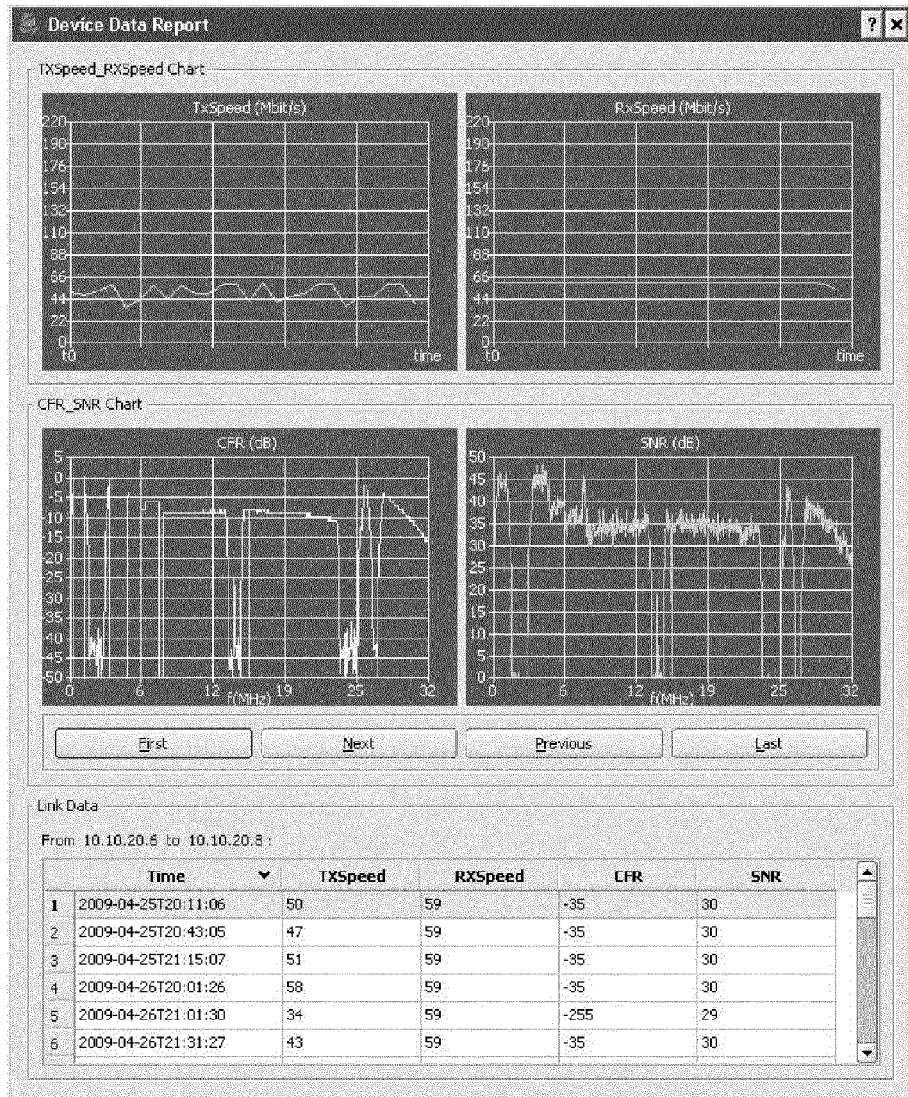 Device Data Report
TXSpeed_RXSpeed Chart
TxSpeed (Mbit/s)
220
190
176
154
132
110
88
66
44
22
0
t0 time
RxSpeed (Mbit/s)
220
190
176
154
132
110
88
66
44
22
0
t0 time
CFR_SNR Chart
CFR (dB)
5
0
-5
-10
-15
-20
-25
-30
-35
-40
-45
-50
0 6 12 19 25 32
f(MHz)
SNR (dB)
50
45
40
35
30
25
20
15
10
5
0
0 6 12 19 25 32
f(MHz)
First Next Previous Last
Link Data
From 10.10.20.6 to 10.10.20.8 :
Time TXSpeed RXSpeed CFR SNR
1 2009-04-25T20:11:06 50 59 -35 30
2 2009-04-25T20:43:05 47 59 -35 30
3 2009-04-25T21:15:07 51 59 -35 30
4 2009-04-26T20:01:26 58 59 -35 30
5 2009-04-26T21:01:30 34 59 -255 29
6 2009-04-26T21:31:27 43 59 -35 30